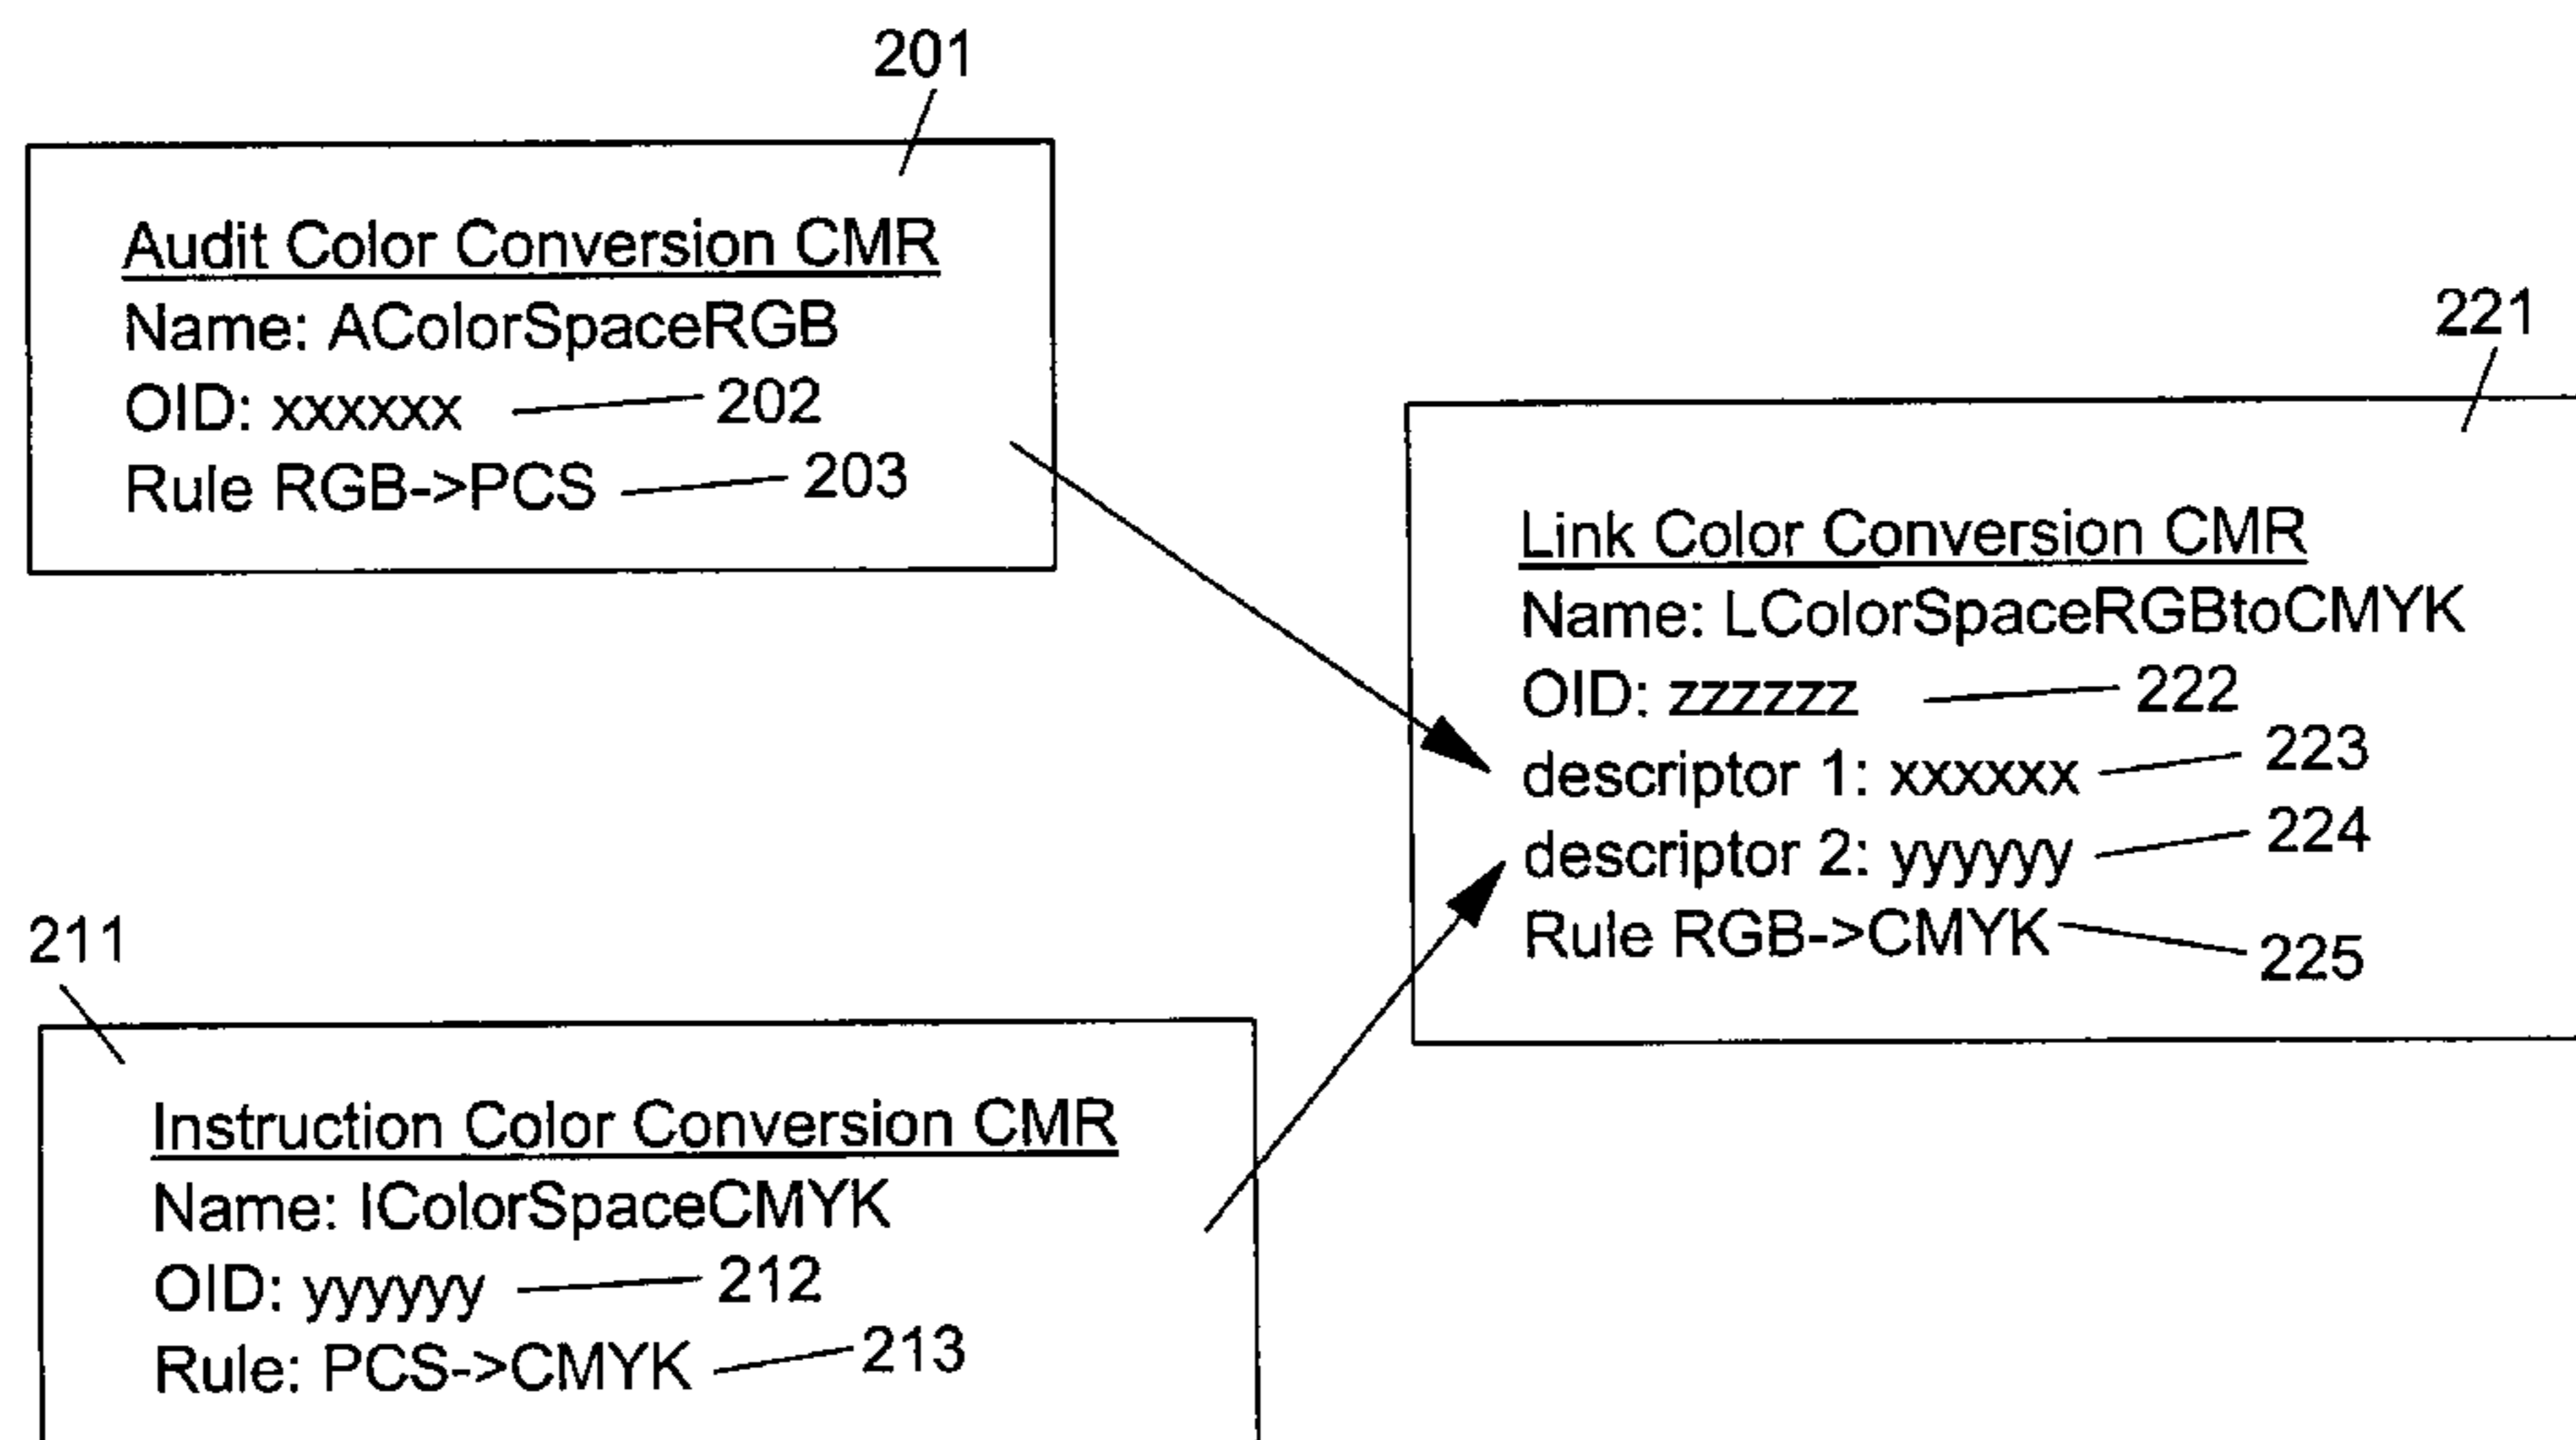 201
Audit Color Conversion CMR
Name: AColorSpaceRGB
OID: xxxxxx 202
Rule RGB->PCS 203
221
Link Color Conversion CMR
Name: LColorSpaceRGBtoCMYK
OID: zzzzzz 222
descriptor 1: xxxxxx 223
descriptor 2: yyyyyy 224
Rule RGB->CMYK 225
211
Instruction Color Conversion CMR
Name: IColorSpaceCMYK
OID: yyyyyy 212
Rule: PCS->CMYK 213